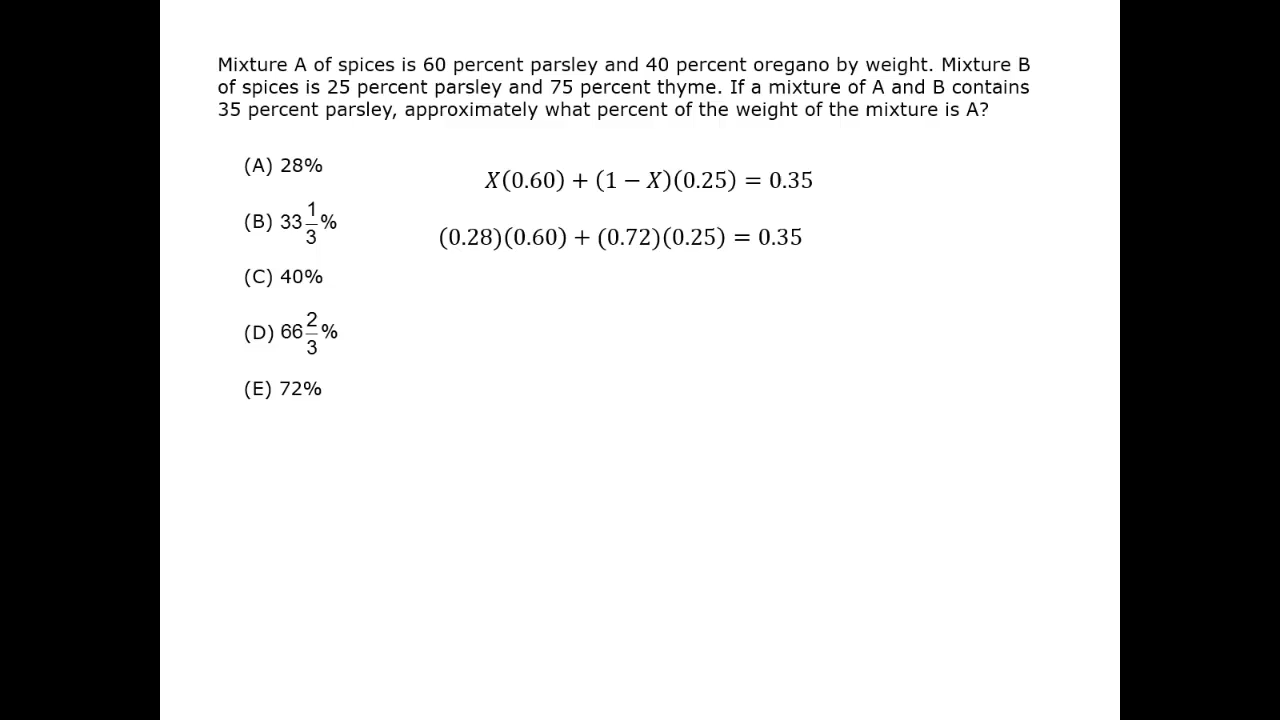 Mixture A of spices is 60 percent parsley and 40 percent oregano by weight. Mixture B
of spices is 25 percent parsley and 75 percent thyme. If a mixture of A and B contains
35 percent parsley, approximately what percent of the weight of the mixture is A?
(A) 28%
X(0.60) + (1 − X)(0.25) = 0.35
(B) 33 1/3 %
(0.28)(0.60) + (0.72)(0.25) = 0.35
(C) 40%
(D) 66 2/3 %
(E) 72%